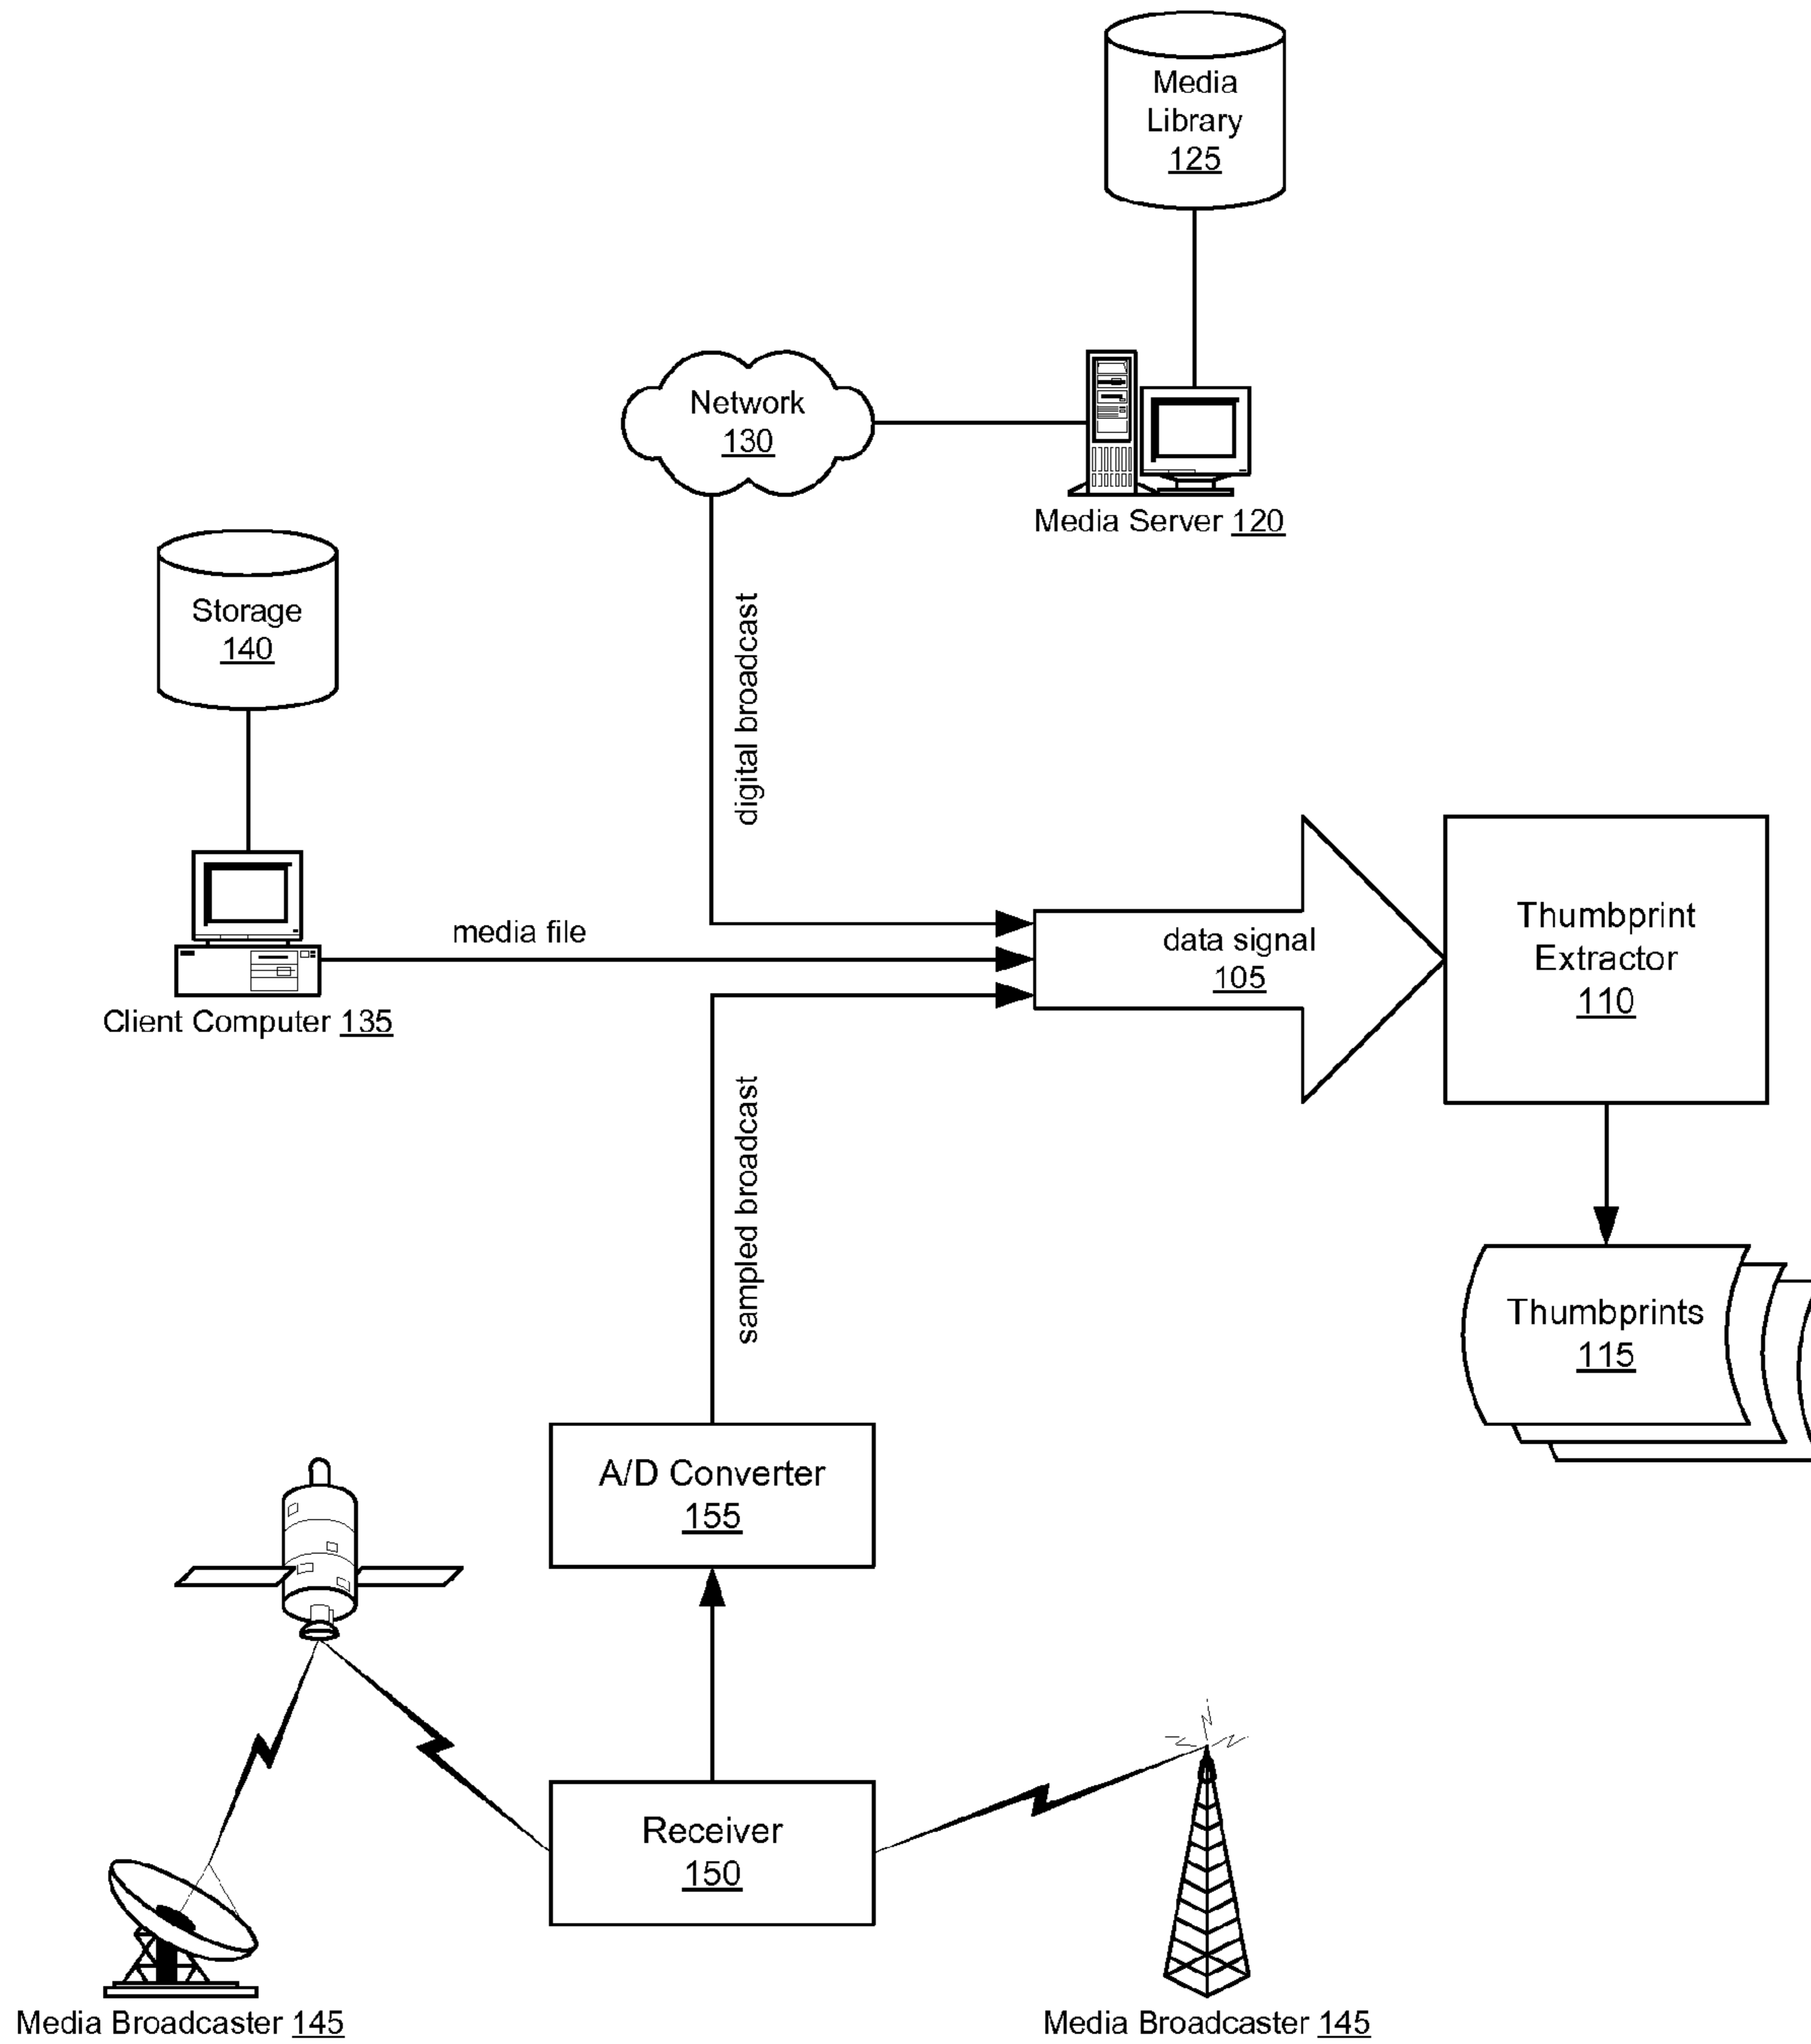 Media
Library
125
Network
130
Media Server 120
Storage
140
digital broadcast
Client Computer 135
media file
data signal
105
Thumbprint
Extractor
110
sampled broadcast
Thumbprints
115
A/D Converter
155
Receiver
150
Media Broadcaster 145
Media Broadcaster 145